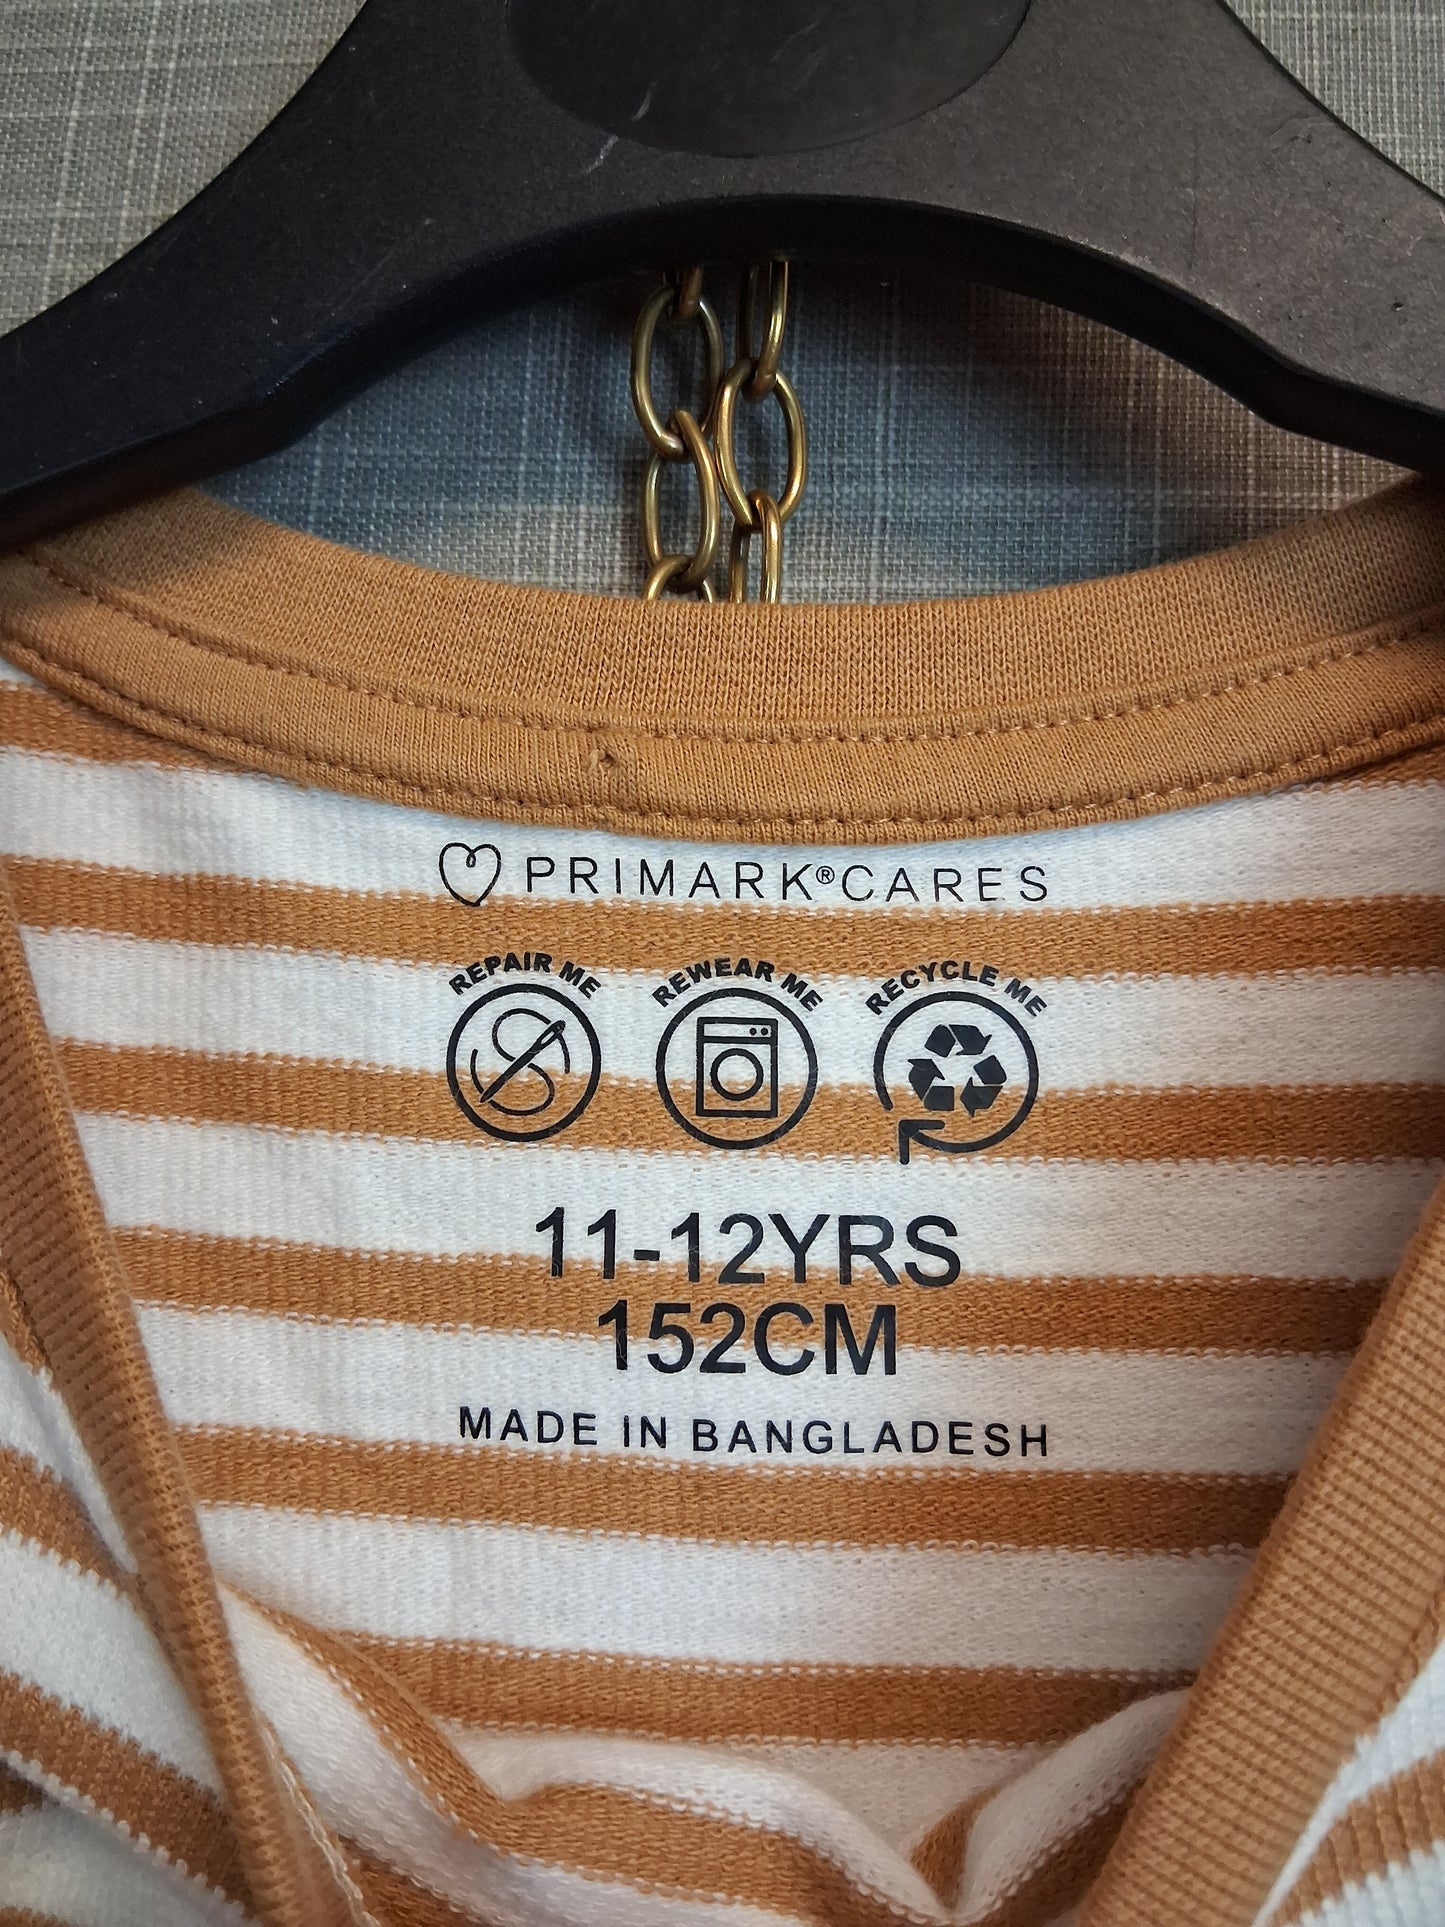 PRIMARK® CARES
REPAIR ME REWEAR ME RECYCLE ME
11-12YRS
152CM
MADE IN BANGLADESH